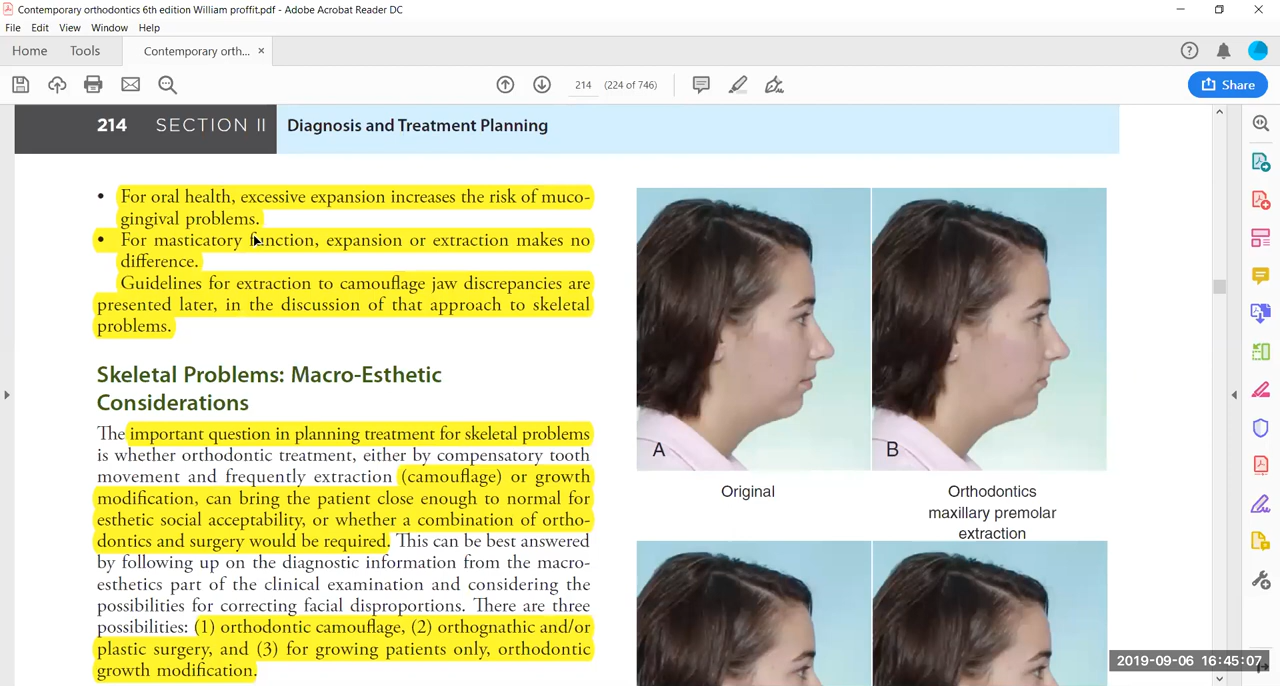 Contemporary orthodontics 6th edition William proffit.pdf - Adobe Acrobat Reader DC
File Edit View Window Help
Home Tools Contemporary orth... ×
214 (224 of 746)
Share
214 SECTION II Diagnosis and Treatment Planning
• For oral health, excessive expansion increases the risk of muco-
gingival problems.
• For masticatory function, expansion or extraction makes no
difference.
Guidelines for extraction to camouflage jaw discrepancies are
presented later, in the discussion of that approach to skeletal
problems.
Skeletal Problems: Macro-Esthetic
Considerations
The important question in planning treatment for skeletal problems
is whether orthodontic treatment, either by compensatory tooth
movement and frequently extraction (camouflage) or growth
modification, can bring the patient close enough to normal for
esthetic social acceptability, or whether a combination of ortho-
dontics and surgery would be required. This can be best answered
by following up on the diagnostic information from the macro-
esthetics part of the clinical examination and considering the
possibilities for correcting facial disproportions. There are three
possibilities: (1) orthodontic camouflage, (2) orthognathic and/or
plastic surgery, and (3) for growing patients only, orthodontic
growth modification.
A
B
Original
Orthodontics
maxillary premolar
extraction
2019-09-06 16:45:07